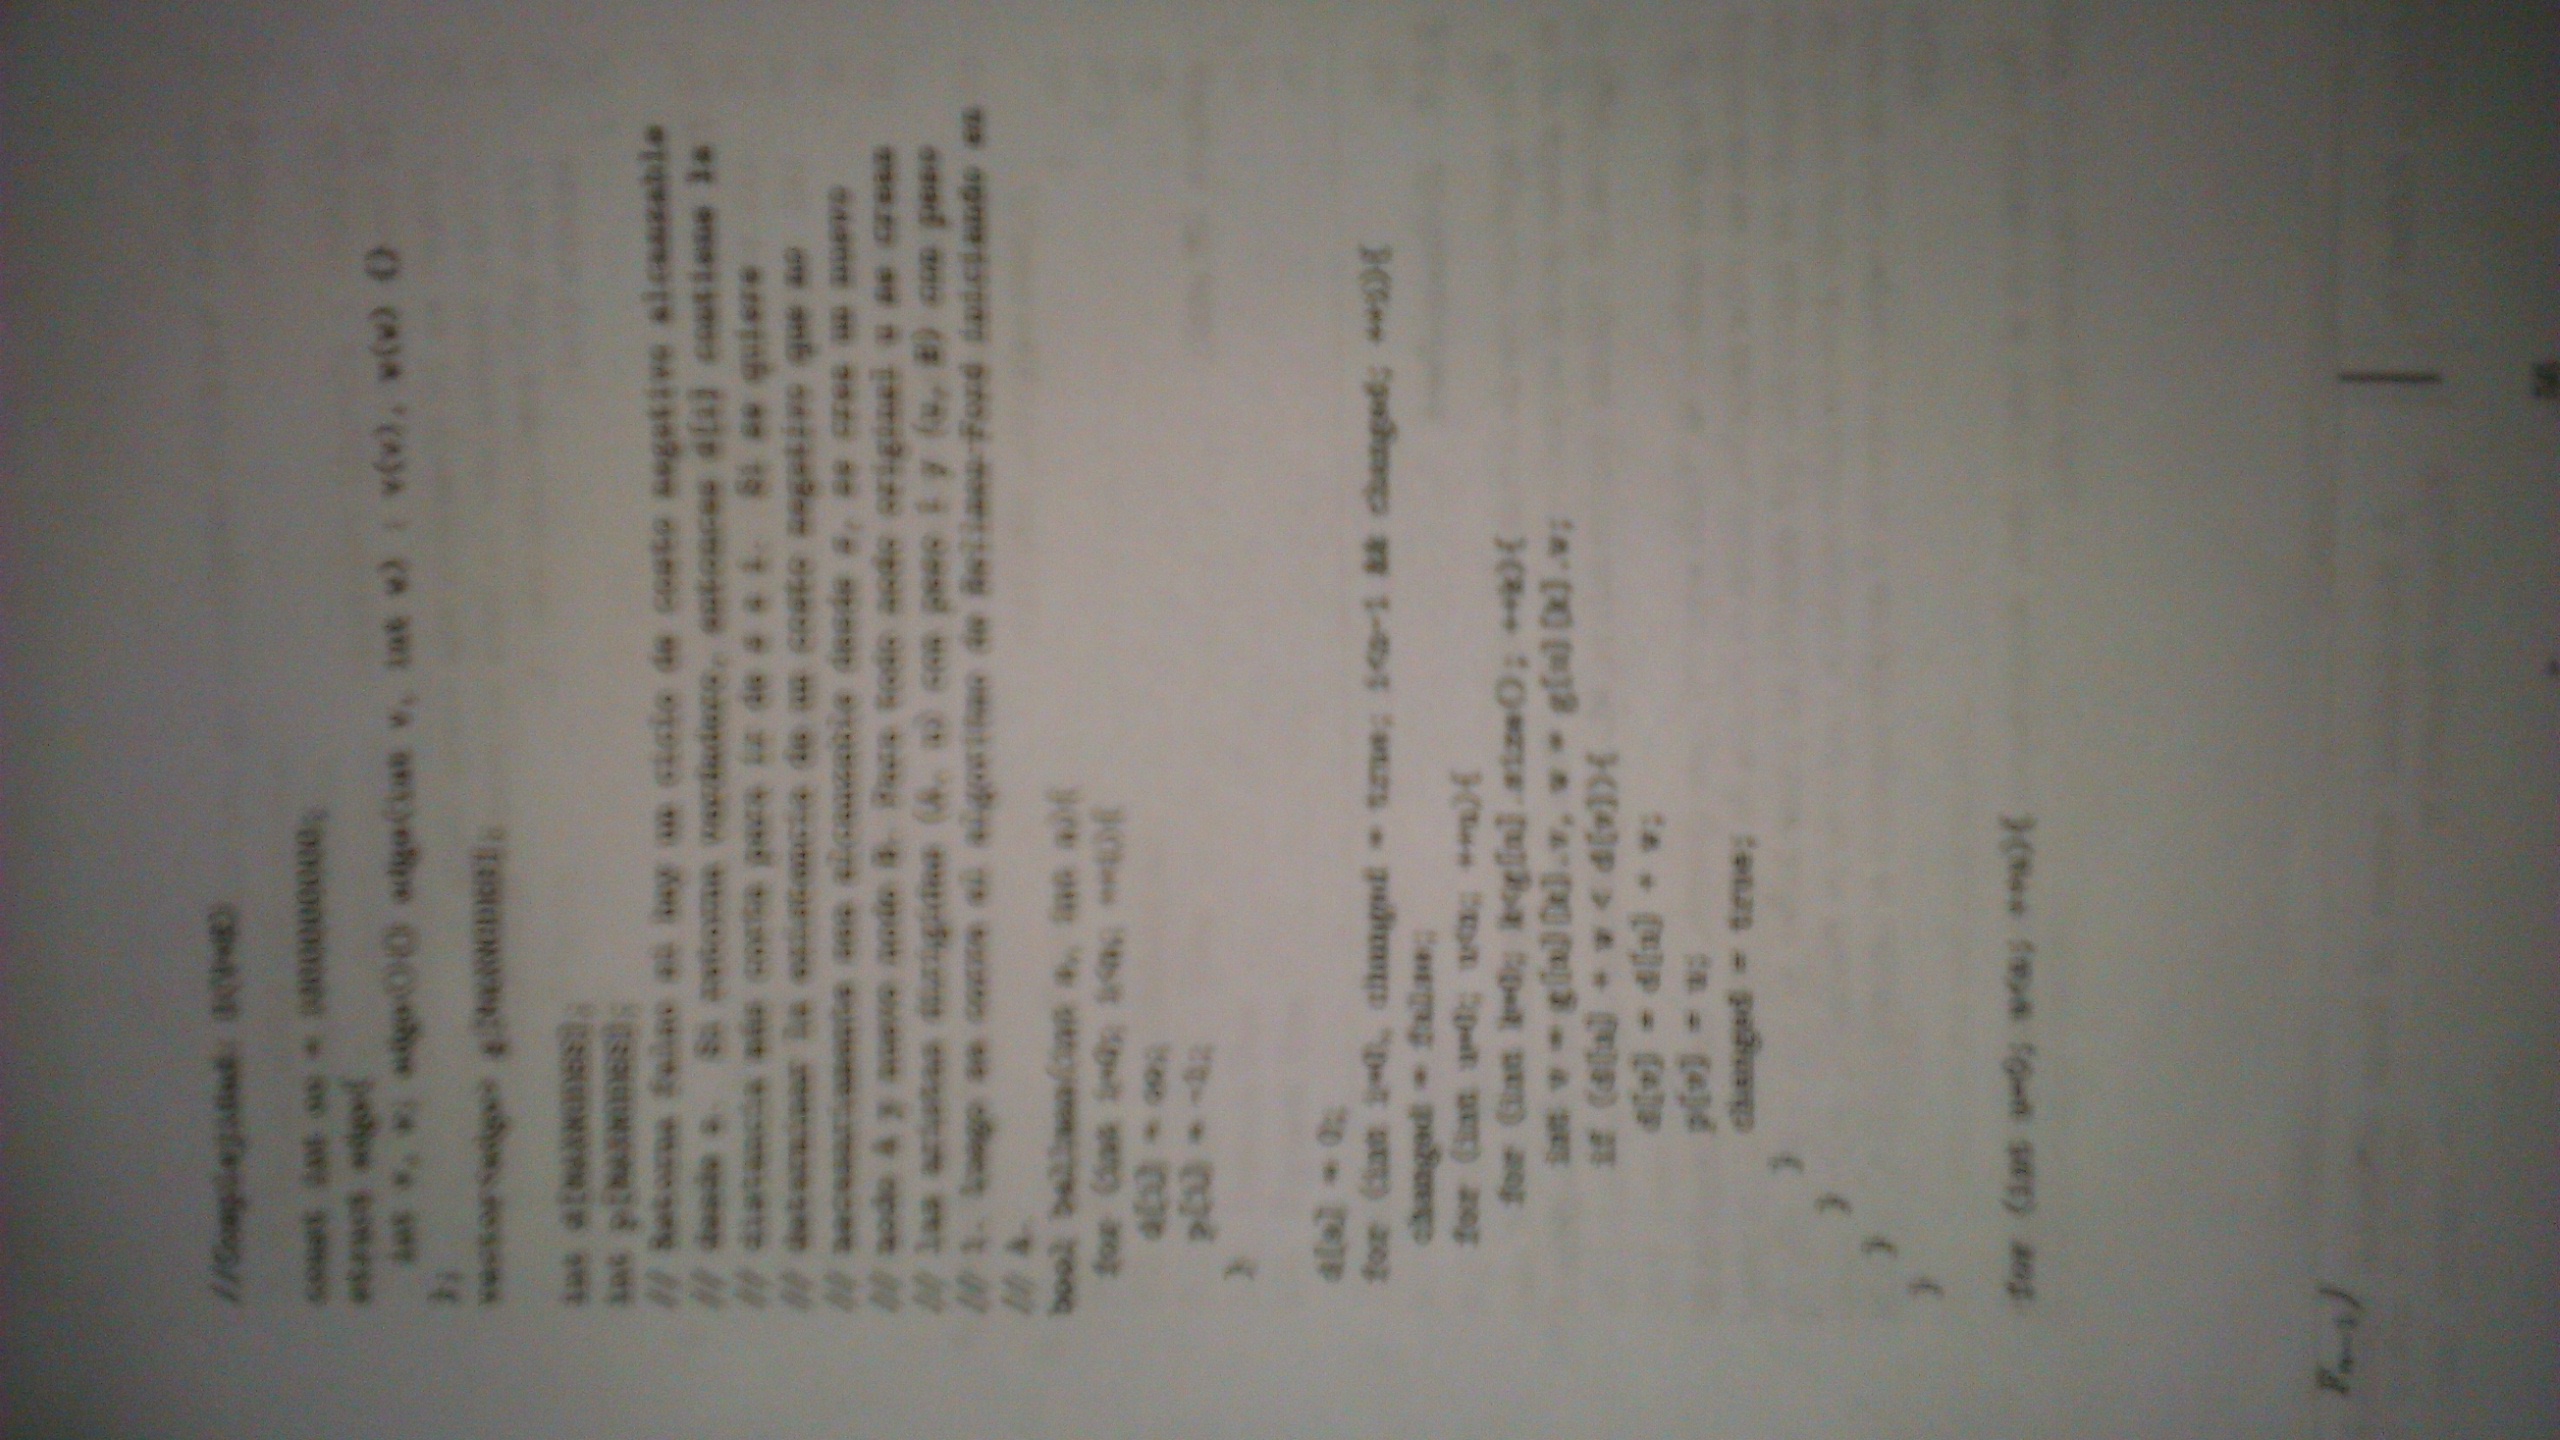 //Complejidad: O(V*E)
const int oo = 1000000000;
struct edge{
int v, w; edge(){} edge(int v, int w) : v(v), w(w) {}
};
vector<edge> g[MAXNODES];
int d[MAXNODES];
int p[MAXNODES];
// Retorna falso si hay un ciclo de costo negativo alcanzable
// desde s. Si retorna verdadero, entonces d[i] contiene la
// distancia más corta para ir de s a i. Si se quiere
// determinar la existencia de un costo negativo que no
// necesariamente sea alcanzable desde s, se crea un nuevo
// nodo A y nuevo nodo B. Para todo nodo original u se crean
// las aristas dirigidas (A, u) con peso 1 y (u, B) con peso
// 1. Luego se corre el algoritmo de Bellman-Ford iniciando en
// A.
bool bellman(int s, int n){
for (int i=0; i<n; ++i){
d[i] = oo;
p[i] = -1;
}
d[s] = 0;
for (int i=0, changed = true; i<n-1 && changed; ++i){
changed = false;
for (int u=0; u<n; ++u){
for (int k=0; k<g[u].size(); ++k){
int v = g[u][k].v, w = g[u][k].w;
if (d[u] + w < d[v]){
d[v] = d[u] + w;
p[v] = u;
changed = true;
}
}
}
}
for (int u=0; u<n; ++u){